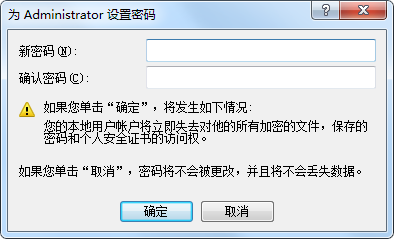 为 Administrator 设置密码
新密码(N):
确认密码(C):
如果您单击“确定”，将发生如下情况:
您的本地用户帐户将立即失去对他的所有加密的文件，保存的
密码和个人安全证书的访问权。
如果您单击“取消”，密码将不会被更改，并且将不会丢失数据。
确定
取消